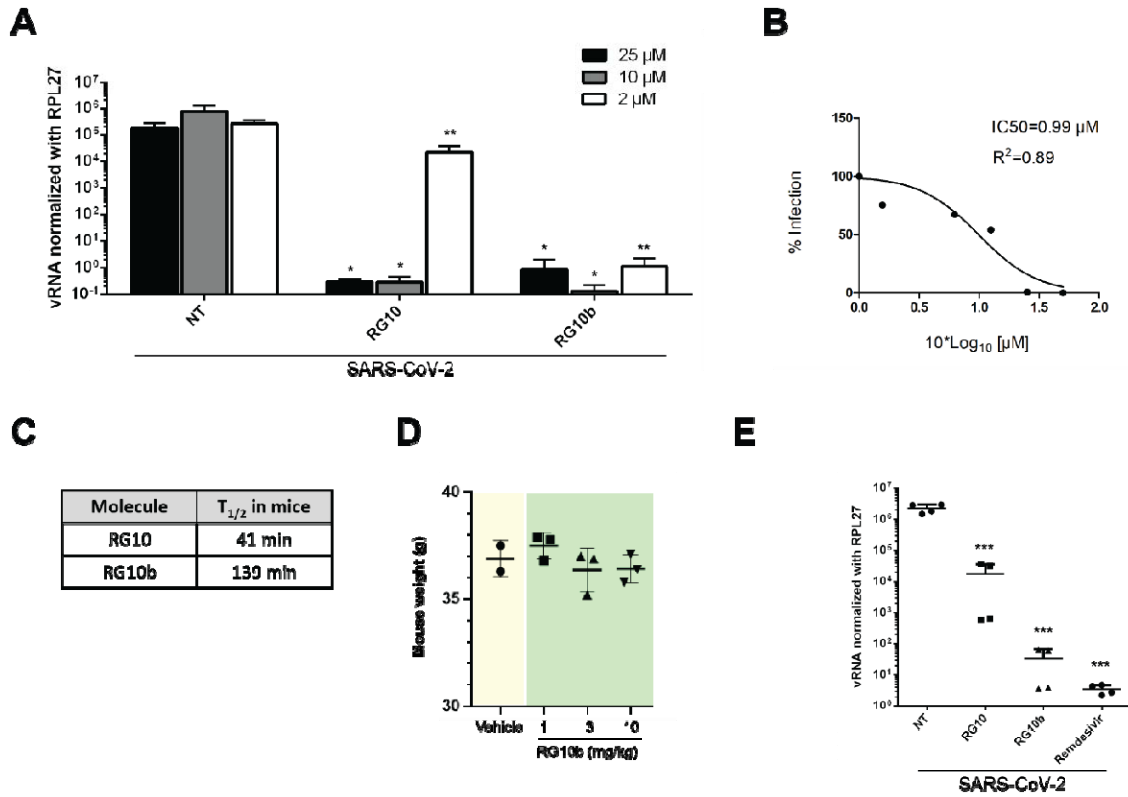 A
25 µM
10 µM
2 µM
vRNA normalized with RPL27
10⁷
10⁶
10⁵
10⁴
10³
10²
10¹
10⁰
10⁻¹
**
*
*
*
*
**
NT
RG10
RG10b
SARS-CoV-2
B
IC50=0.99 µM
R²=0.89
% Infection
150
100
50
0
0.0 0.5 1.0 1.5 2.0
10*Log₁₀ [µM]
C
Molecule T₁/₂ in mice
RG10 41 min
RG10b 139 min
D
Mouse weight (g)
40
35
30
Vehicle 1 3 10
RG10b (mg/kg)
E
vRNA normalized with RPL27
10⁷
10⁶
10⁵
10⁴
10³
10²
10¹
10⁰
***
***
***
NT
RG10
RG10b
Remdesivir
SARS-CoV-2